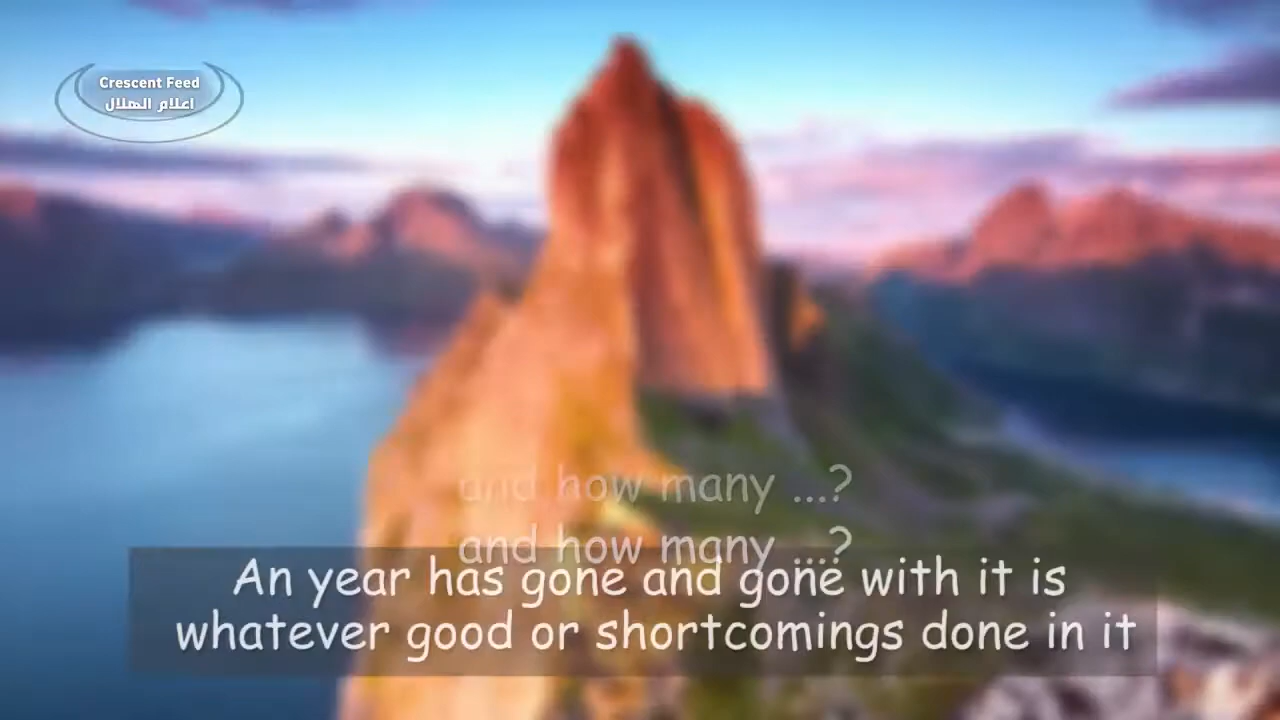 Crescent Feed
اعلام الهلال
and how many ...?
and how many ...?
An year has gone and gone with it is
whatever good or shortcomings done in it